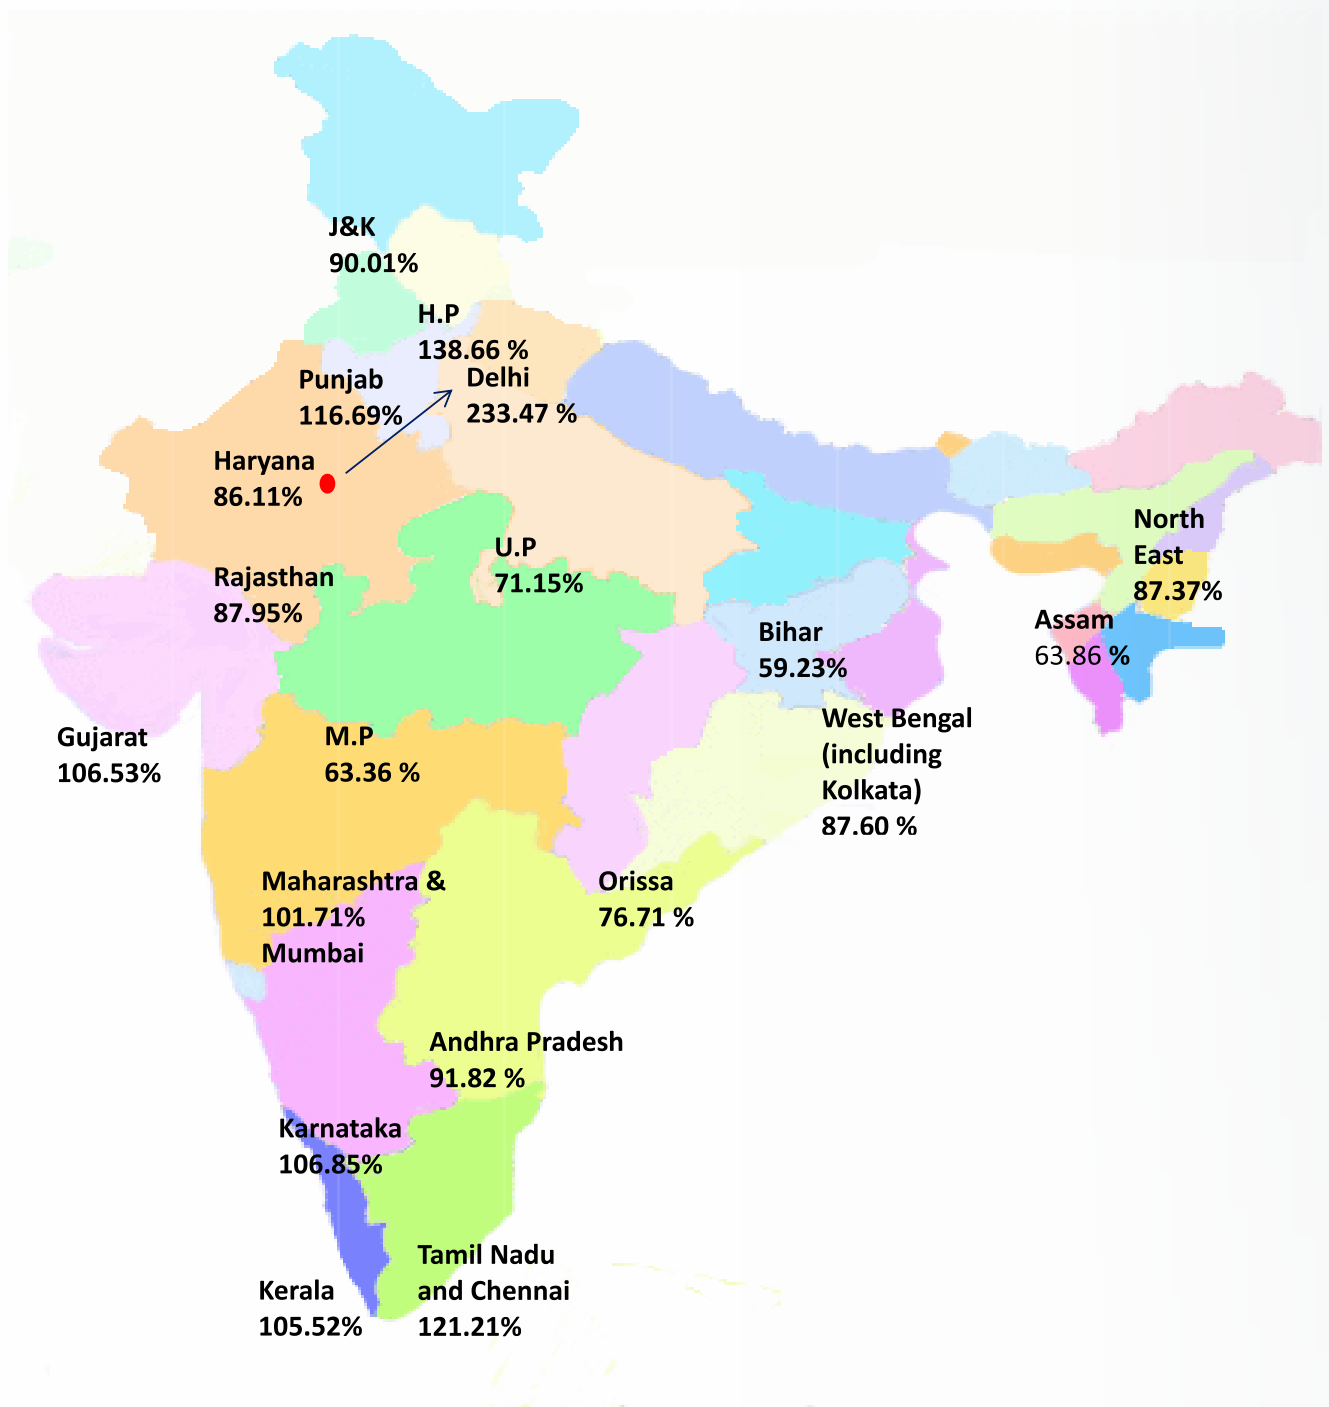 J&K
90.01%
H.P
138.66 %
Punjab
116.69%
Delhi
233.47 %
Haryana
86.11%
North
East
87.37%
U.P
71.15%
Rajasthan
87.95%
Assam
63.86 %
Bihar
59.23%
West Bengal
(including
Kolkata)
87.60 %
Gujarat
106.53%
M.P
63.36 %
Maharashtra &
101.71%
Mumbai
Orissa
76.71 %
Andhra Pradesh
91.82 %
Karnataka
106.85%
Tamil Nadu
and Chennai
121.21%
Kerala
105.52%